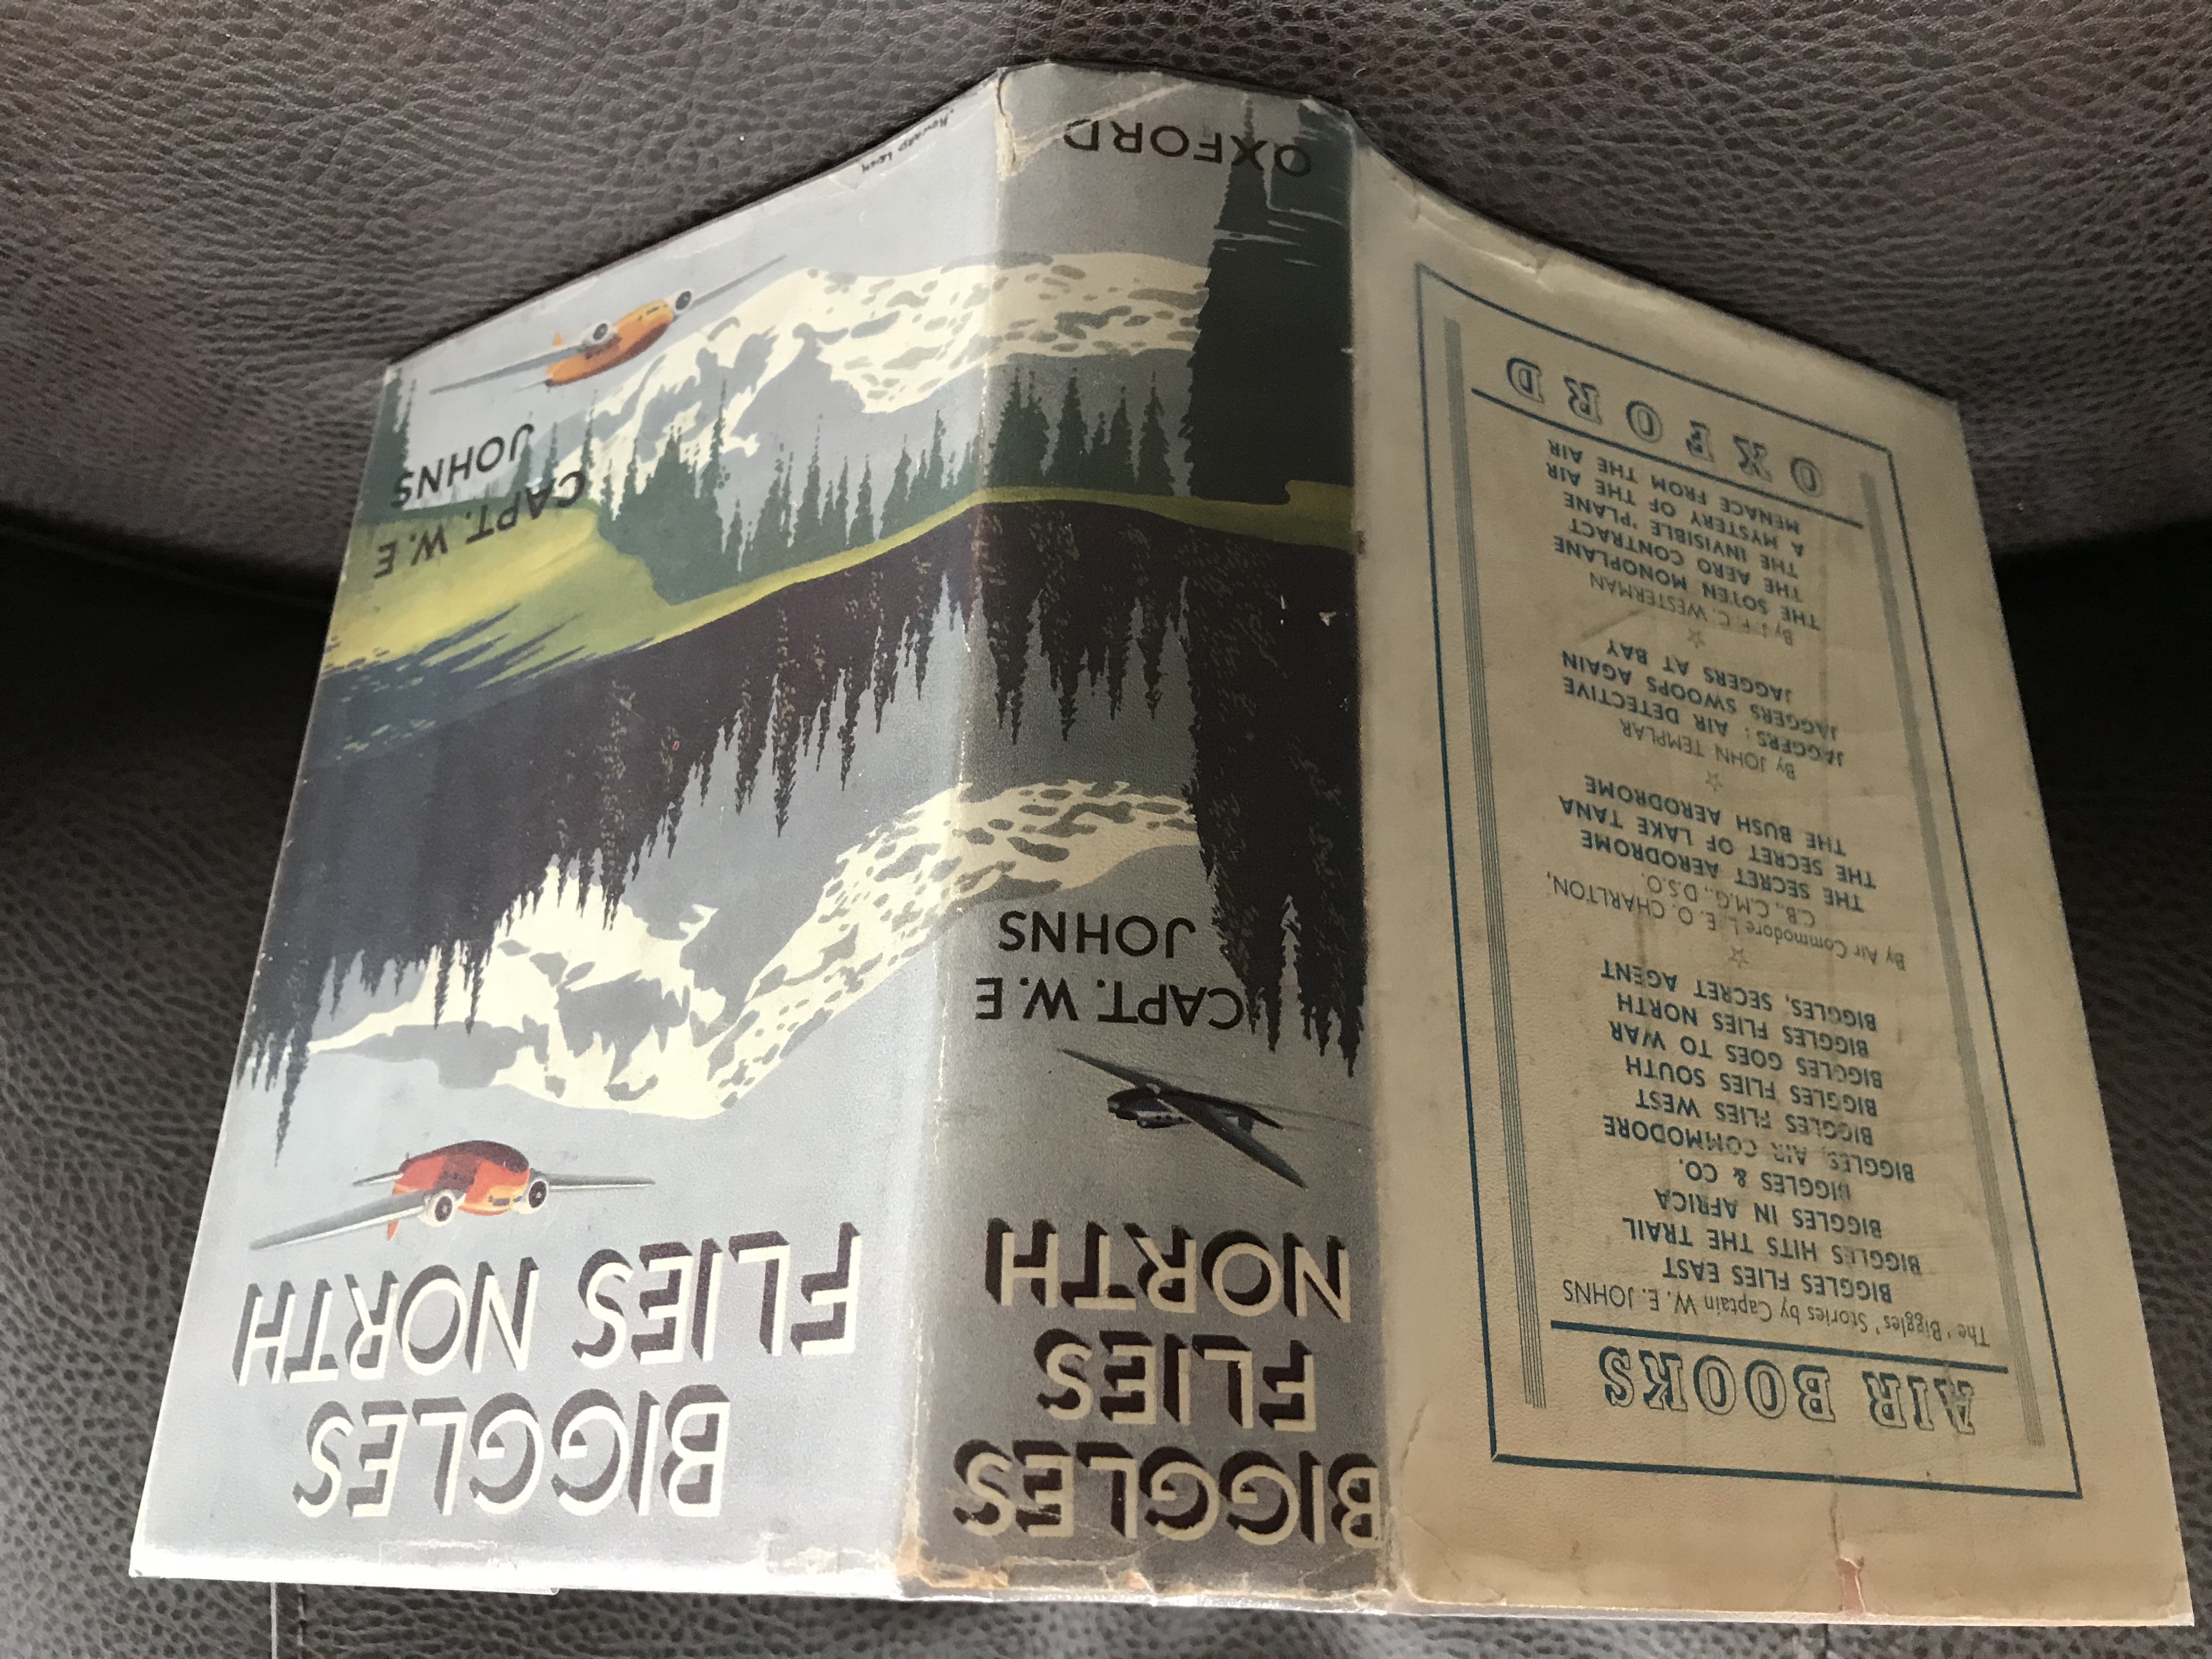 BIGGLES
FLIES NORTH
CAPT. W.E
JOHNS
HOWARD LEIGH
BIGGLES
FLIES
NORTH
CAPT. W.E
JOHNS
OXFORD
AIR BOOKS
The 'Biggles' Stories by Captain W. E. JOHNS
BIGGLES FLIES EAST
BIGGLES HITS THE TRAIL
BIGGLES IN AFRICA
BIGGLES & CO.
BIGGLES, AIR COMMODORE
BIGGLES FLIES WEST
BIGGLES FLIES SOUTH
BIGGLES GOES TO WAR
BIGGLES FLIES NORTH
BIGGLES, SECRET AGENT
By Air Commodore L. E. O. CHARLTON,
C.B., C.M.G., D.S.O.
THE SECRET AERODROME
THE SECRET OF LAKE TANA
THE BUSH AERODROME
By JOHN TEMPLAR
JAGGERS : AIR DETECTIVE
JAGGERS SWOOPS AGAIN
JAGGERS AT BAY
By J. F. C. WESTERMAN
THE SOTEN MONOPLANE
THE AERO CONTRACT
THE INVISIBLE 'PLANE
A MYSTERY OF THE AIR
MENACE FROM THE AIR
OXFORD